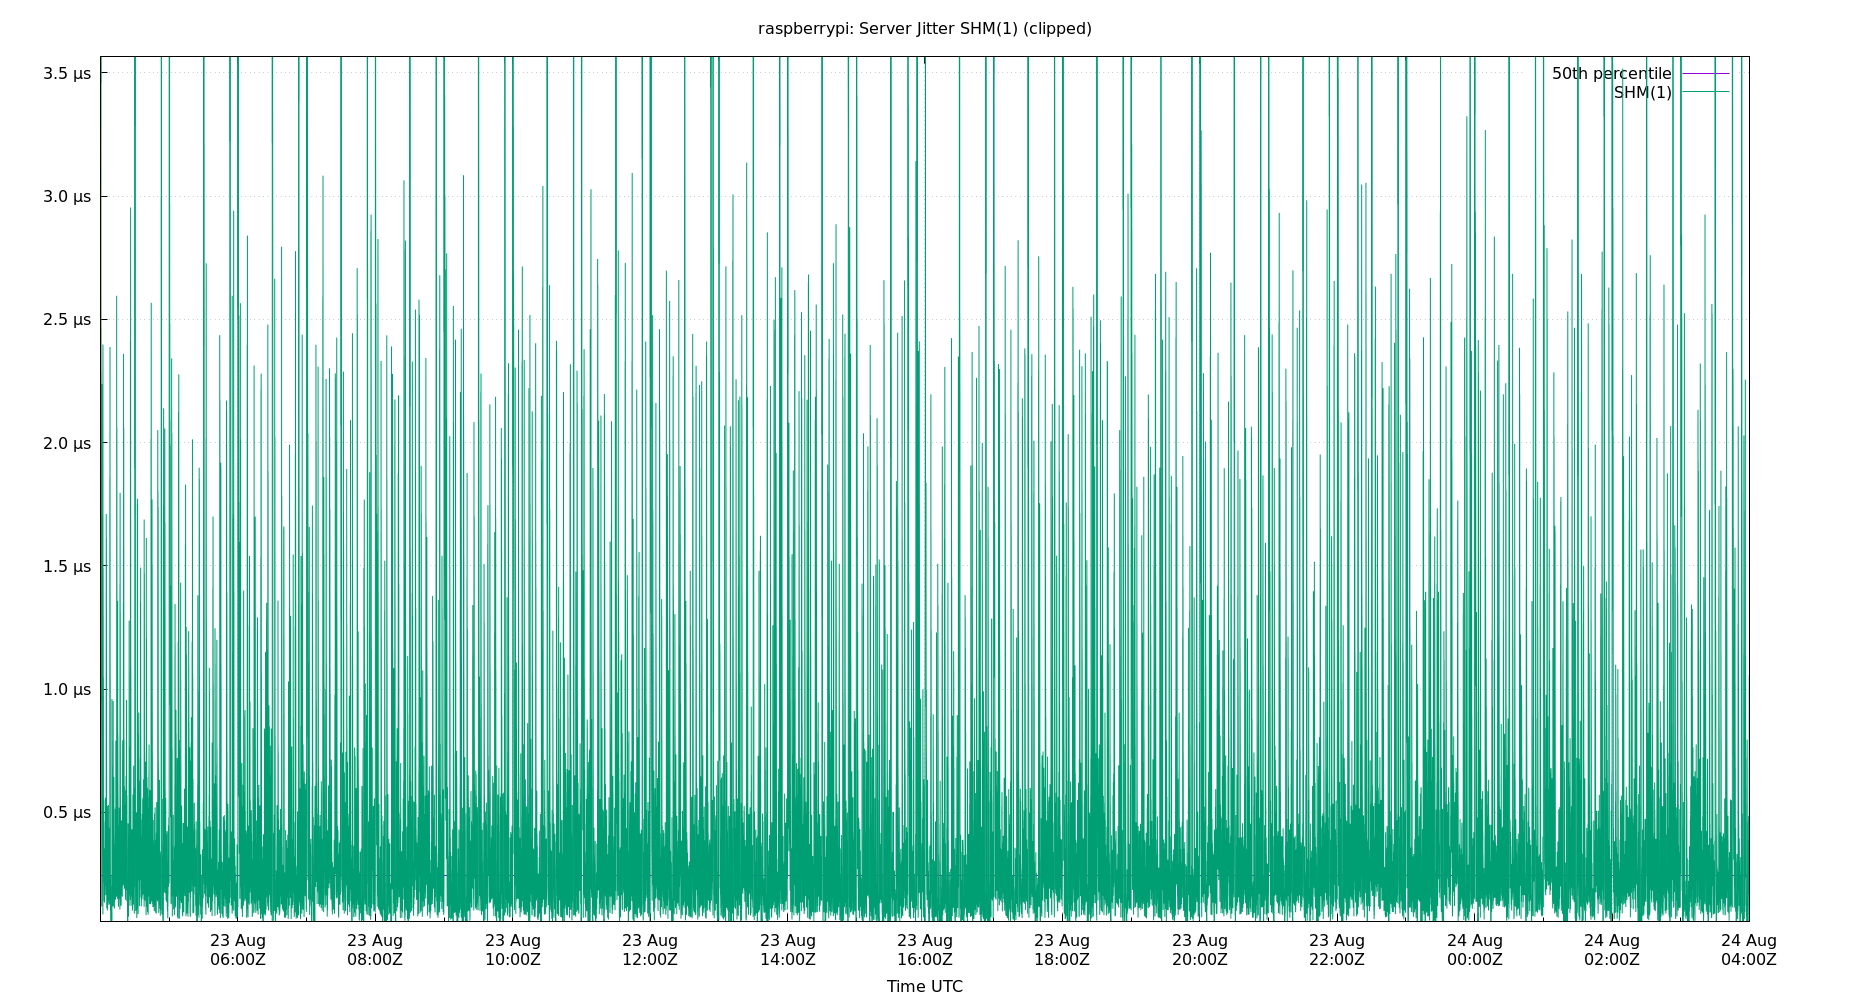 raspberrypi: Server Jitter SHM(1) (clipped)
3.5 µs
3.0 µs
2.5 µs
2.0 µs
1.5 µs
1.0 µs
0.5 µs
50th percentile
SHM(1)
23 Aug 23 Aug 23 Aug 23 Aug 23 Aug 23 Aug 23 Aug 23 Aug 23 Aug 24 Aug 24 Aug 24 Aug
06:00Z 08:00Z 10:00Z 12:00Z 14:00Z 16:00Z 18:00Z 20:00Z 22:00Z 00:00Z 02:00Z 04:00Z
Time UTC